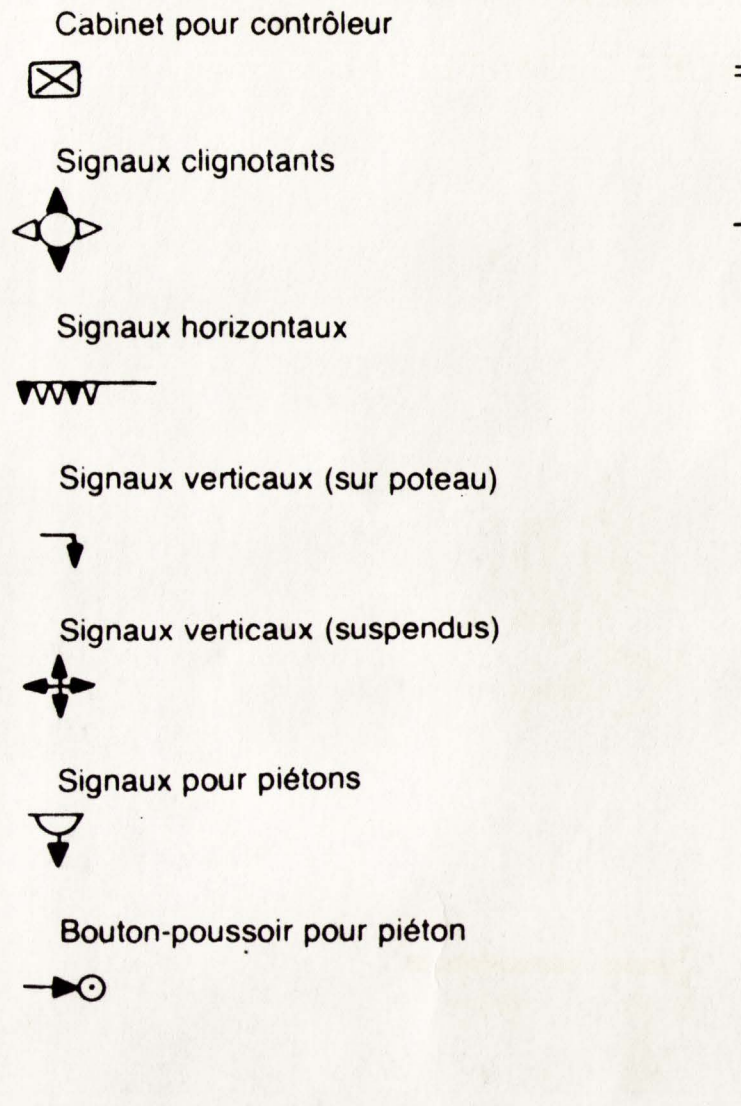 Cabinet pour contrôleur
Signaux clignotants
Signaux horizontaux
Signaux verticaux (sur poteau)
Signaux verticaux (suspendus)
Signaux pour piétons
Bouton-poussoir pour piéton